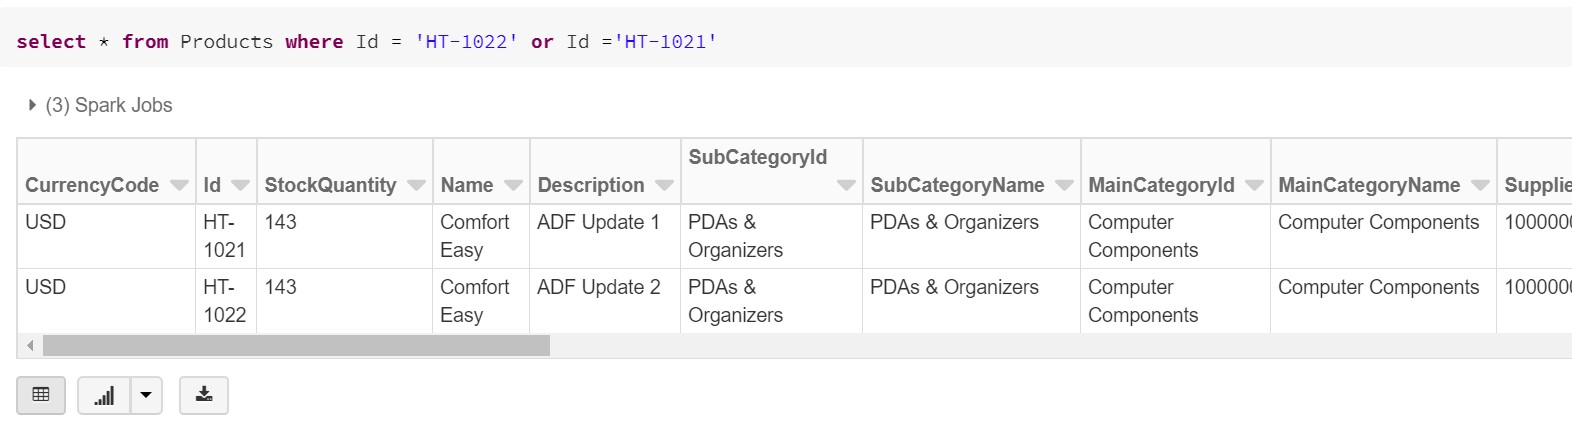 select * from Products where Id = 'HT-1022' or Id ='HT-1021'
(3) Spark Jobs
CurrencyCode Id StockQuantity Name Description SubCategoryId SubCategoryName MainCategoryId MainCategoryName Supplie
USD HT- 143 Comfort ADF Update 1 PDAs & PDAs & Organizers Computer Computer Components 1000000
1021 Easy Organizers Components
USD HT- 143 Comfort ADF Update 2 PDAs & PDAs & Organizers Computer Computer Components 1000000
1022 Easy Organizers Components